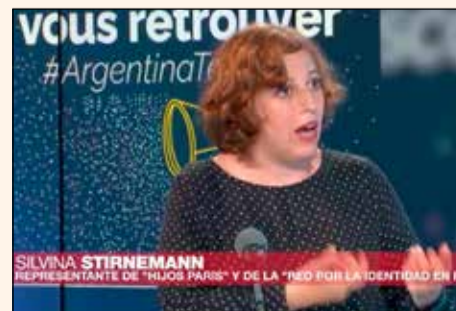 vous retrouver
#ArgentinaT
SILVINA STIRNEMANN
REPRESENTANTE DE "HIJOS PARIS" Y DE LA "RED POR LA IDENTIDAD EN